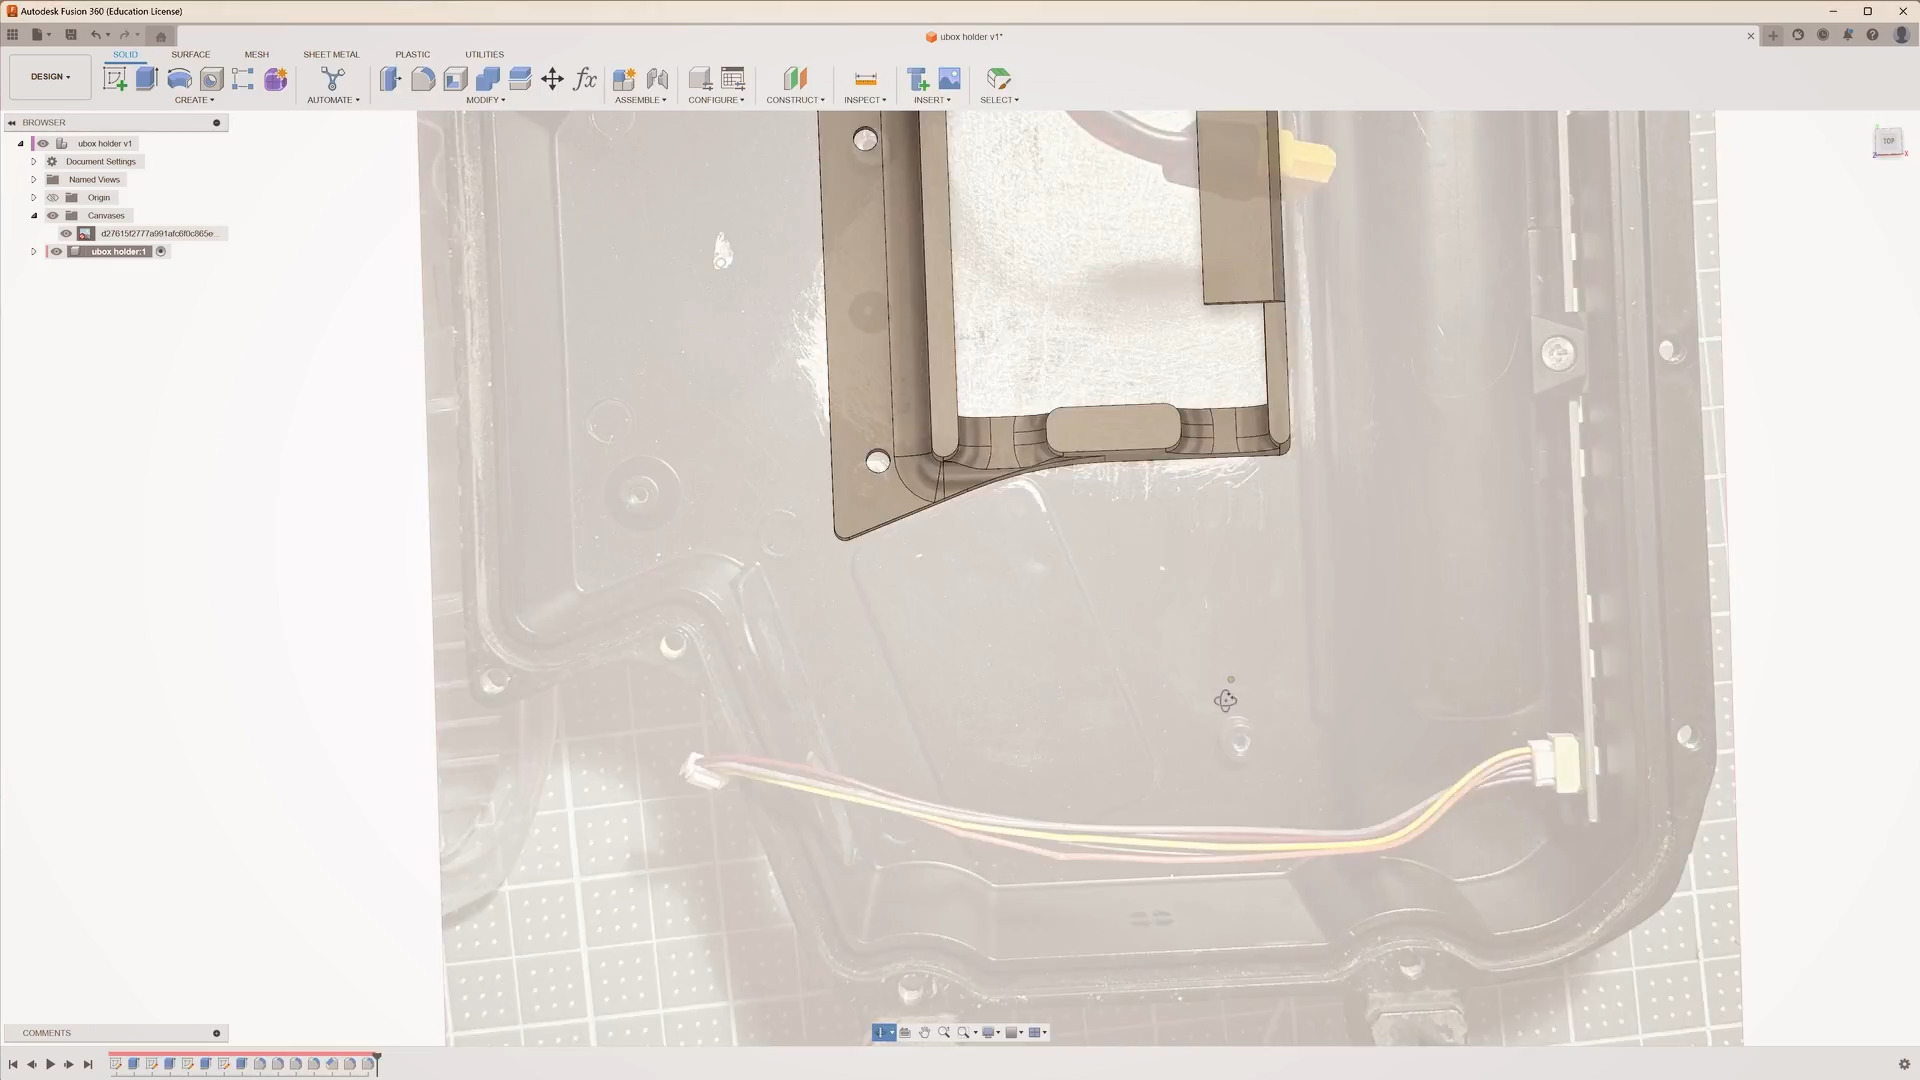 Autodesk Fusion 360 (Education License)
ubox holder v1*
SOLID SURFACE MESH SHEET METAL PLASTIC UTILITIES
DESIGN
CREATE AUTOMATE MODIFY ASSEMBLE CONFIGURE CONSTRUCT INSPECT INSERT SELECT
BROWSER
ubox holder v1
Document Settings
Named Views
Origin
Canvases
d27615f2777a991afc6f0c865e...
ubox holder:1
TOP
Z X
COMMENTS